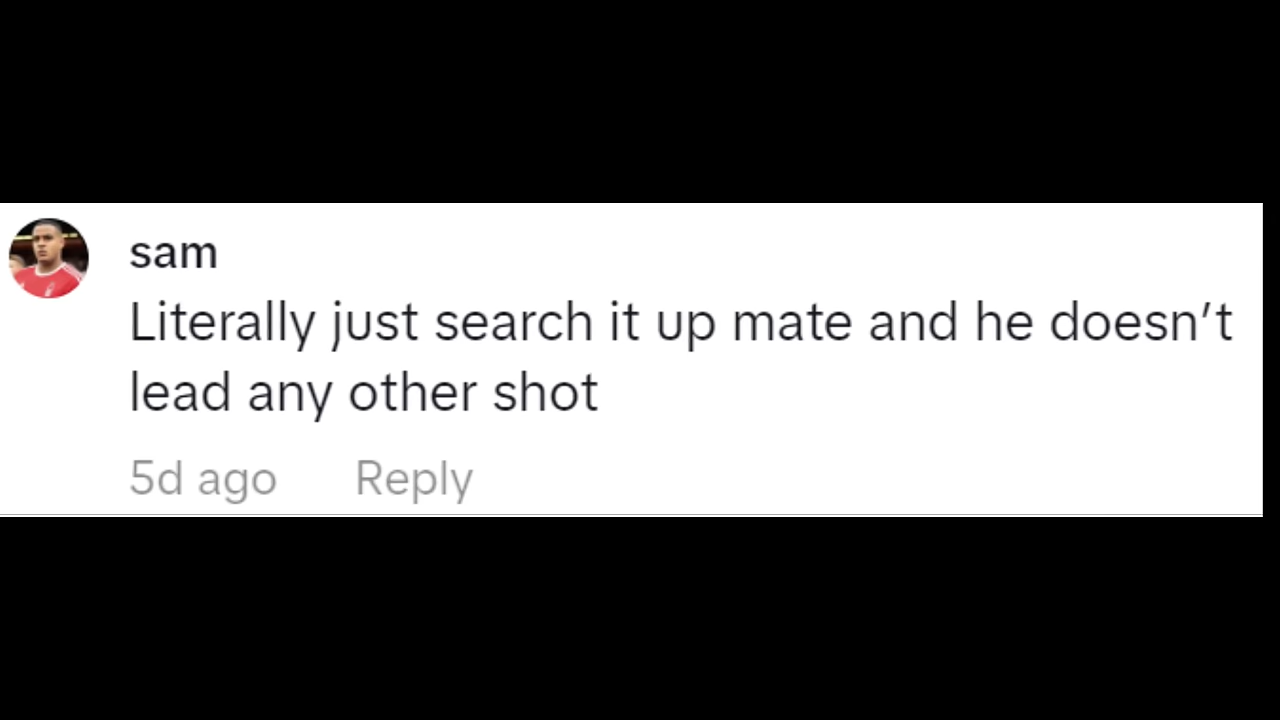 sam
Literally just search it up mate and he doesn’t
lead any other shot
5d ago Reply